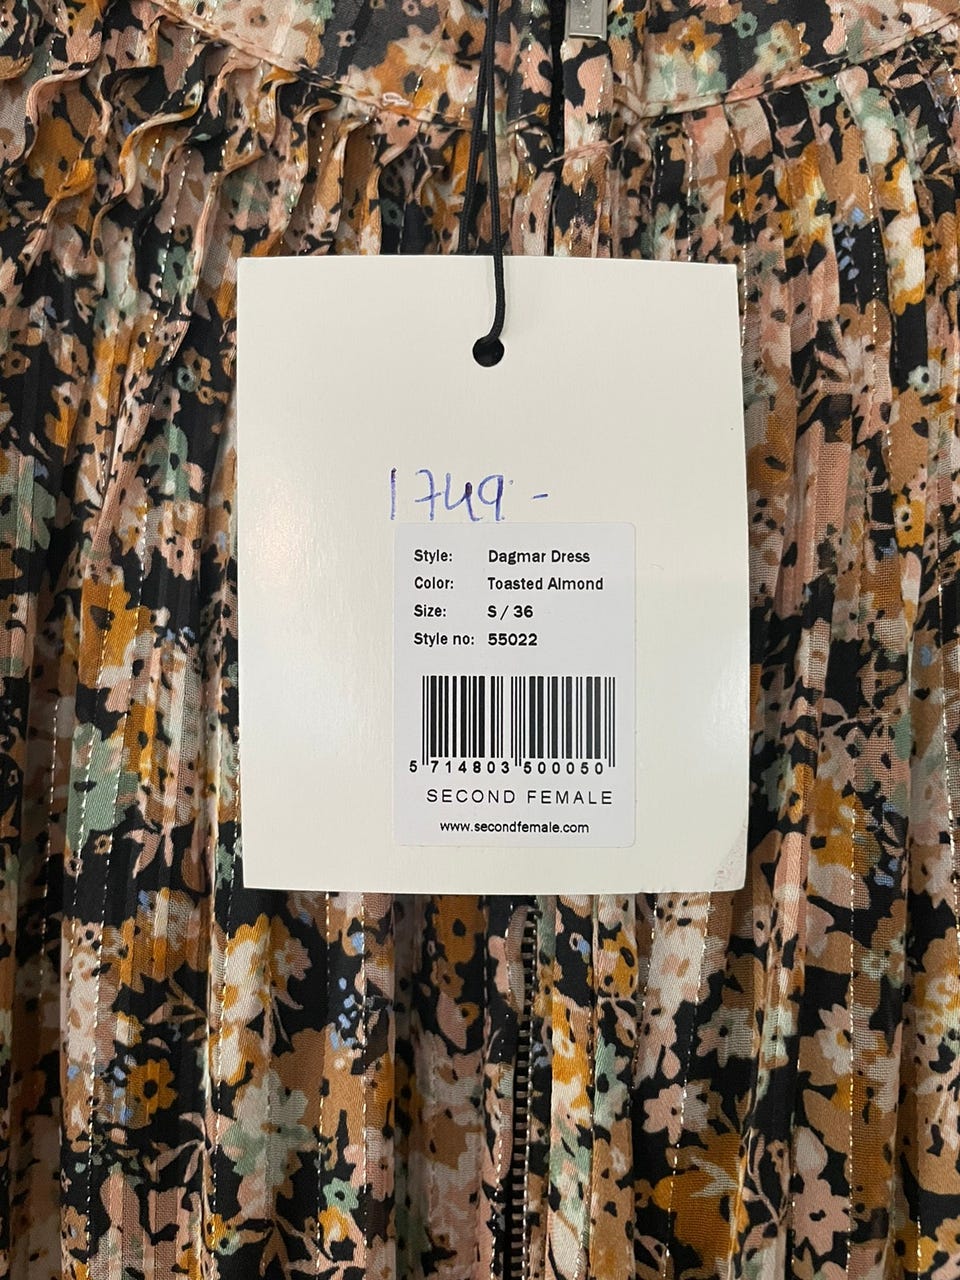 1749.-
Style: Dagmar Dress
Color: Toasted Almond
Size: S / 36
Style no: 55022
5 714803 500050
SECOND FEMALE
www.secondfemale.com